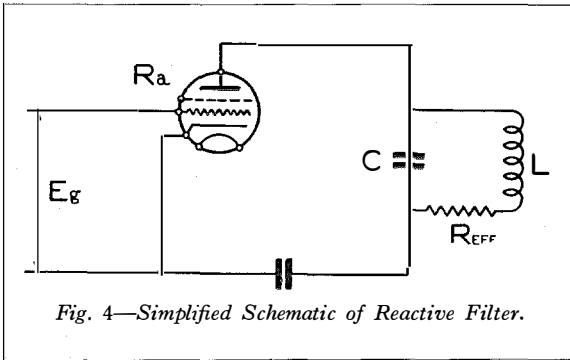 Ra
Eg
C
L
REFF
Fig. 4—Simplified Schematic of Reactive Filter.